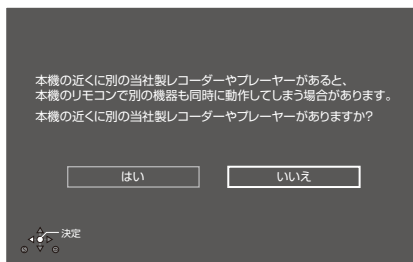 本機の近くに別の当社製レコーダーやプレーヤーがあると、
本機のリモコンで別の機器も同時に動作してしまう場合があります。
本機の近くに別の当社製レコーダーやプレーヤーがありますか?
はい
いいえ
決定